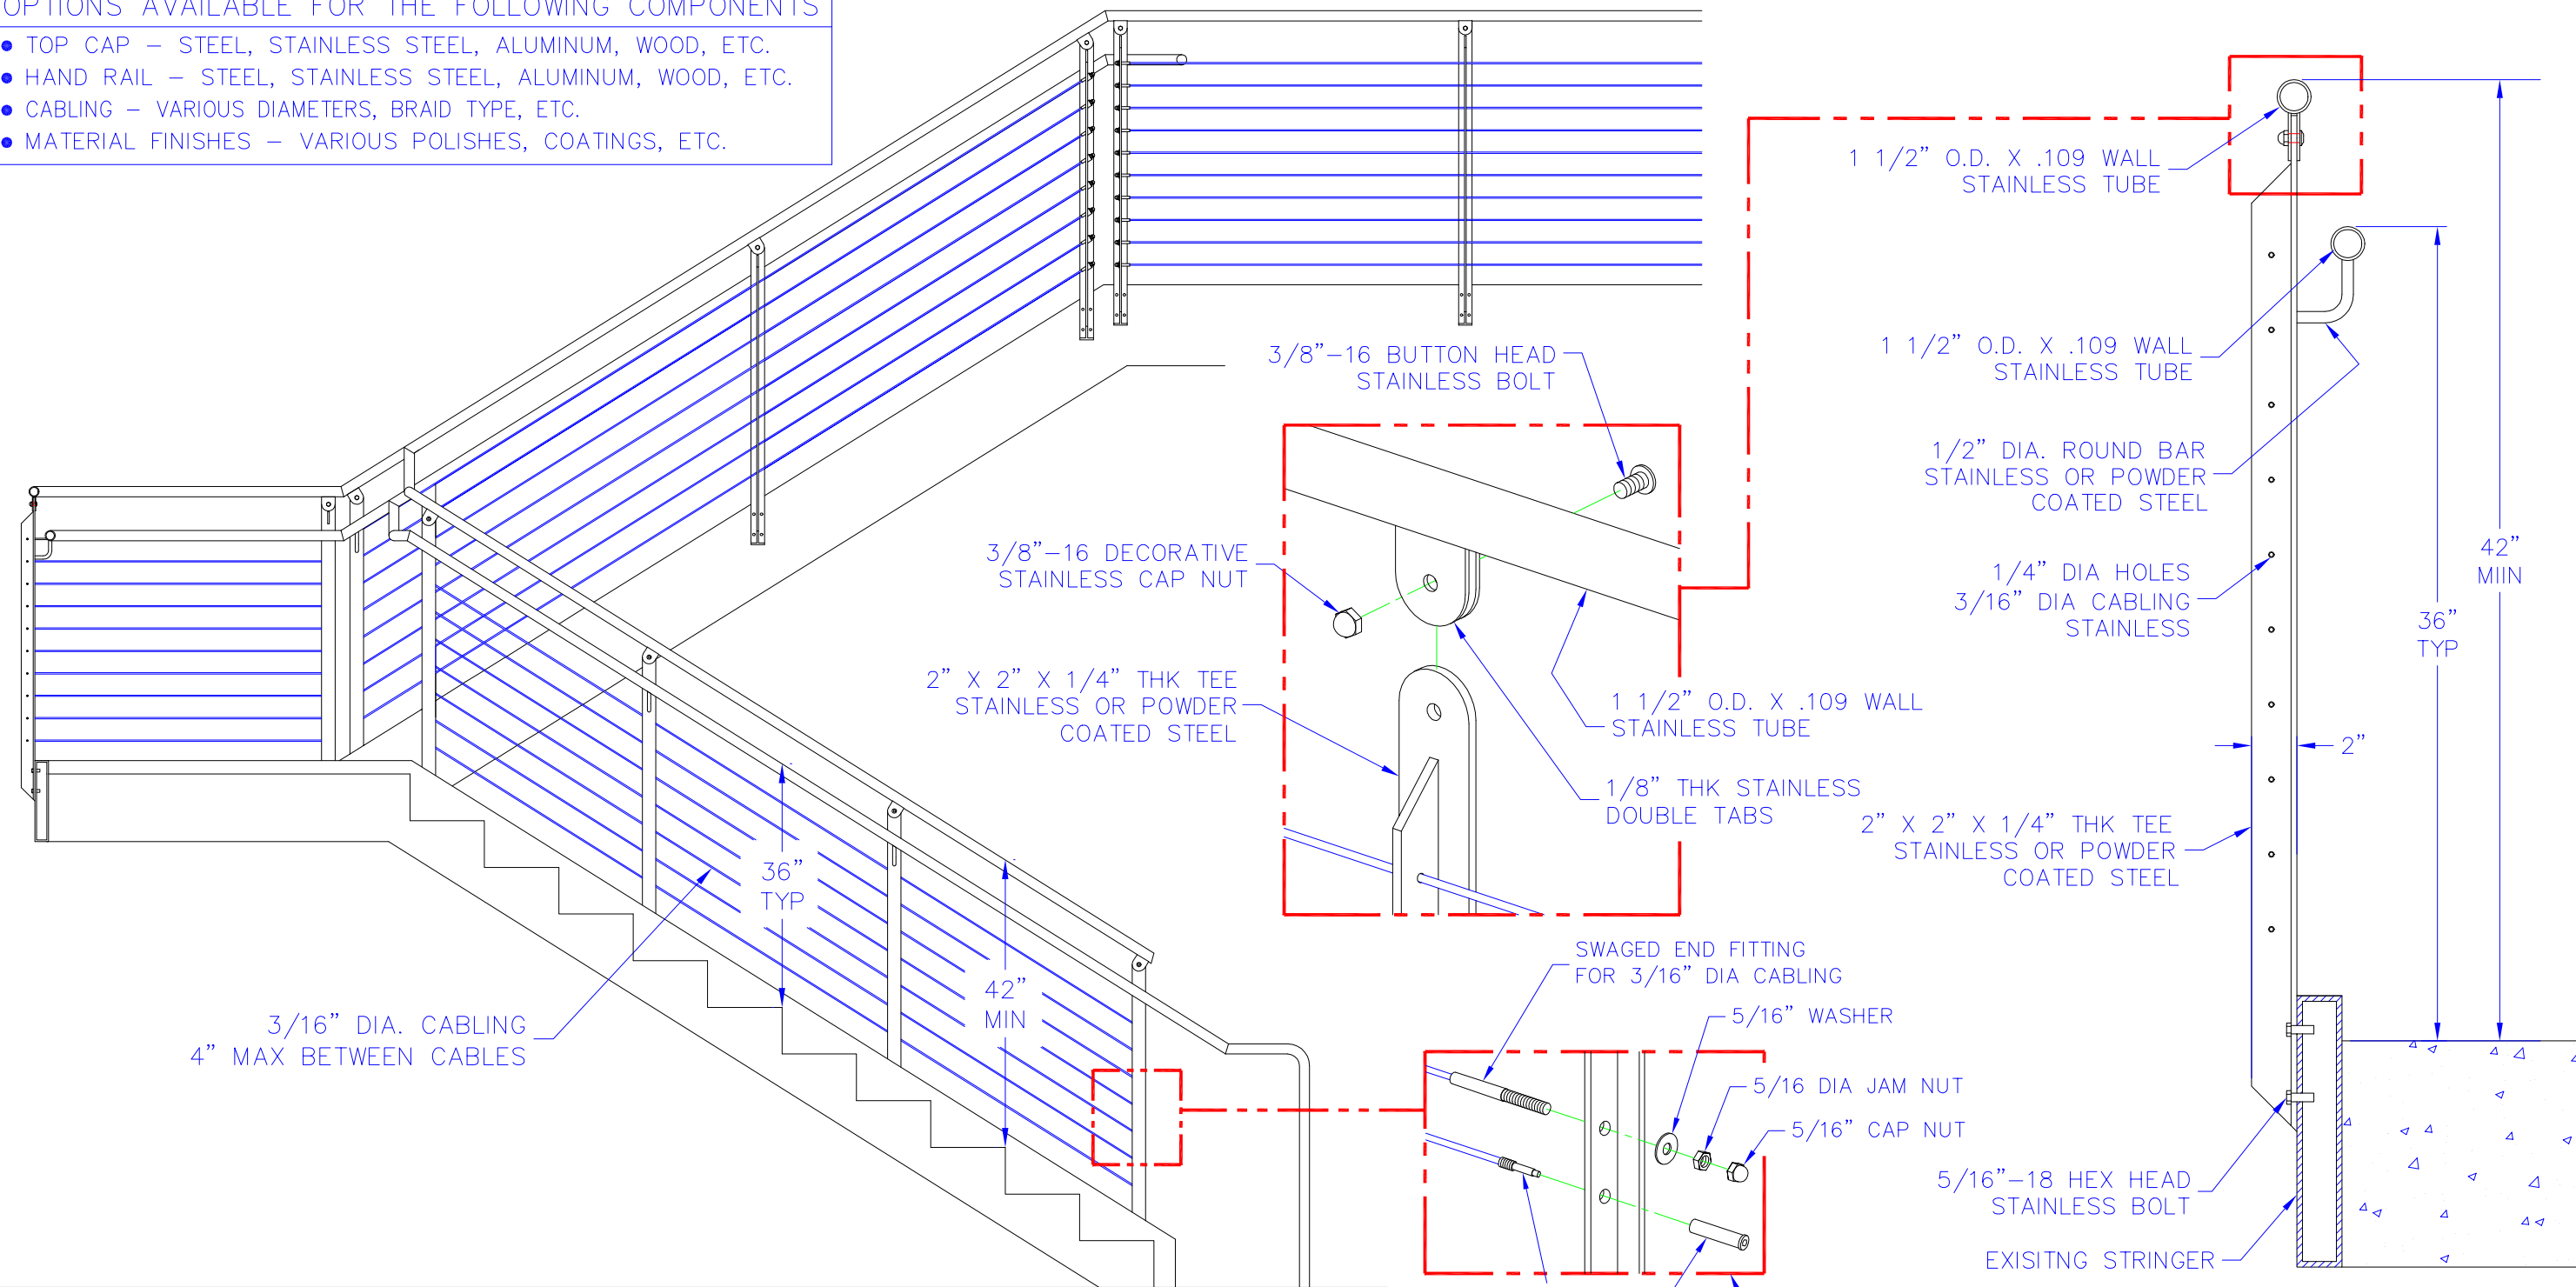 OPTIONS AVAILABLE FOR THE FOLLOWING COMPONENTS
TOP CAP – STEEL, STAINLESS STEEL, ALUMINUM, WOOD, ETC.
HAND RAIL – STEEL, STAINLESS STEEL, ALUMINUM, WOOD, ETC.
CABLING – VARIOUS DIAMETERS, BRAID TYPE, ETC.
MATERIAL FINISHES – VARIOUS POLISHES, COATINGS, ETC.
36"
TYP
42"
MIN
3/16" DIA. CABLING
4" MAX BETWEEN CABLES
3/8"-16 BUTTON HEAD
STAINLESS BOLT
3/8"-16 DECORATIVE
STAINLESS CAP NUT
2" X 2" X 1/4" THK TEE
STAINLESS OR POWDER
COATED STEEL
1 1/2" O.D. X .109 WALL
STAINLESS TUBE
1/8" THK STAINLESS
DOUBLE TABS
SWAGED END FITTING
FOR 3/16" DIA CABLING
5/16" WASHER
5/16 DIA JAM NUT
5/16" CAP NUT
1 1/2" O.D. X .109 WALL
STAINLESS TUBE
1 1/2" O.D. X .109 WALL
STAINLESS TUBE
1/2" DIA. ROUND BAR
STAINLESS OR POWDER
COATED STEEL
1/4" DIA HOLES
3/16" DIA CABLING
STAINLESS
42"
MIIN
36"
TYP
2"
2" X 2" X 1/4" THK TEE
STAINLESS OR POWDER
COATED STEEL
5/16"-18 HEX HEAD
STAINLESS BOLT
EXISITNG STRINGER